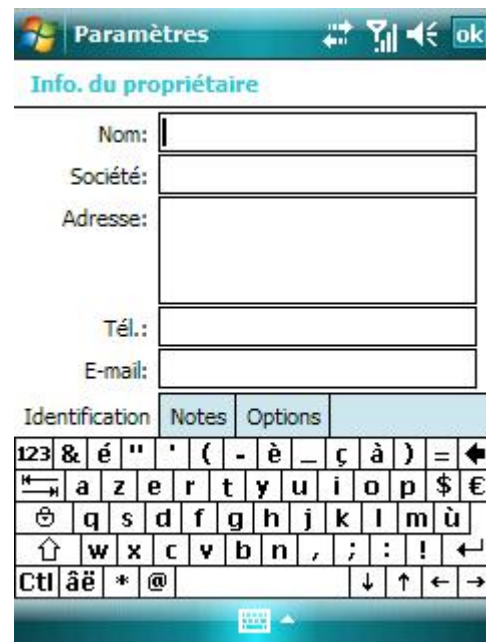 Paramètres ok
Info. du propriétaire
Nom:
Société:
Adresse:
Tél.:
E-mail:
Identification Notes Options
123 & é " ' ( - è _ ç à ) =
a z e r t y u i o p $ €
q s d f g h j k l m ù
w x c v b n , ; : !
Ctl âë * @ ↓ ↑ ← →